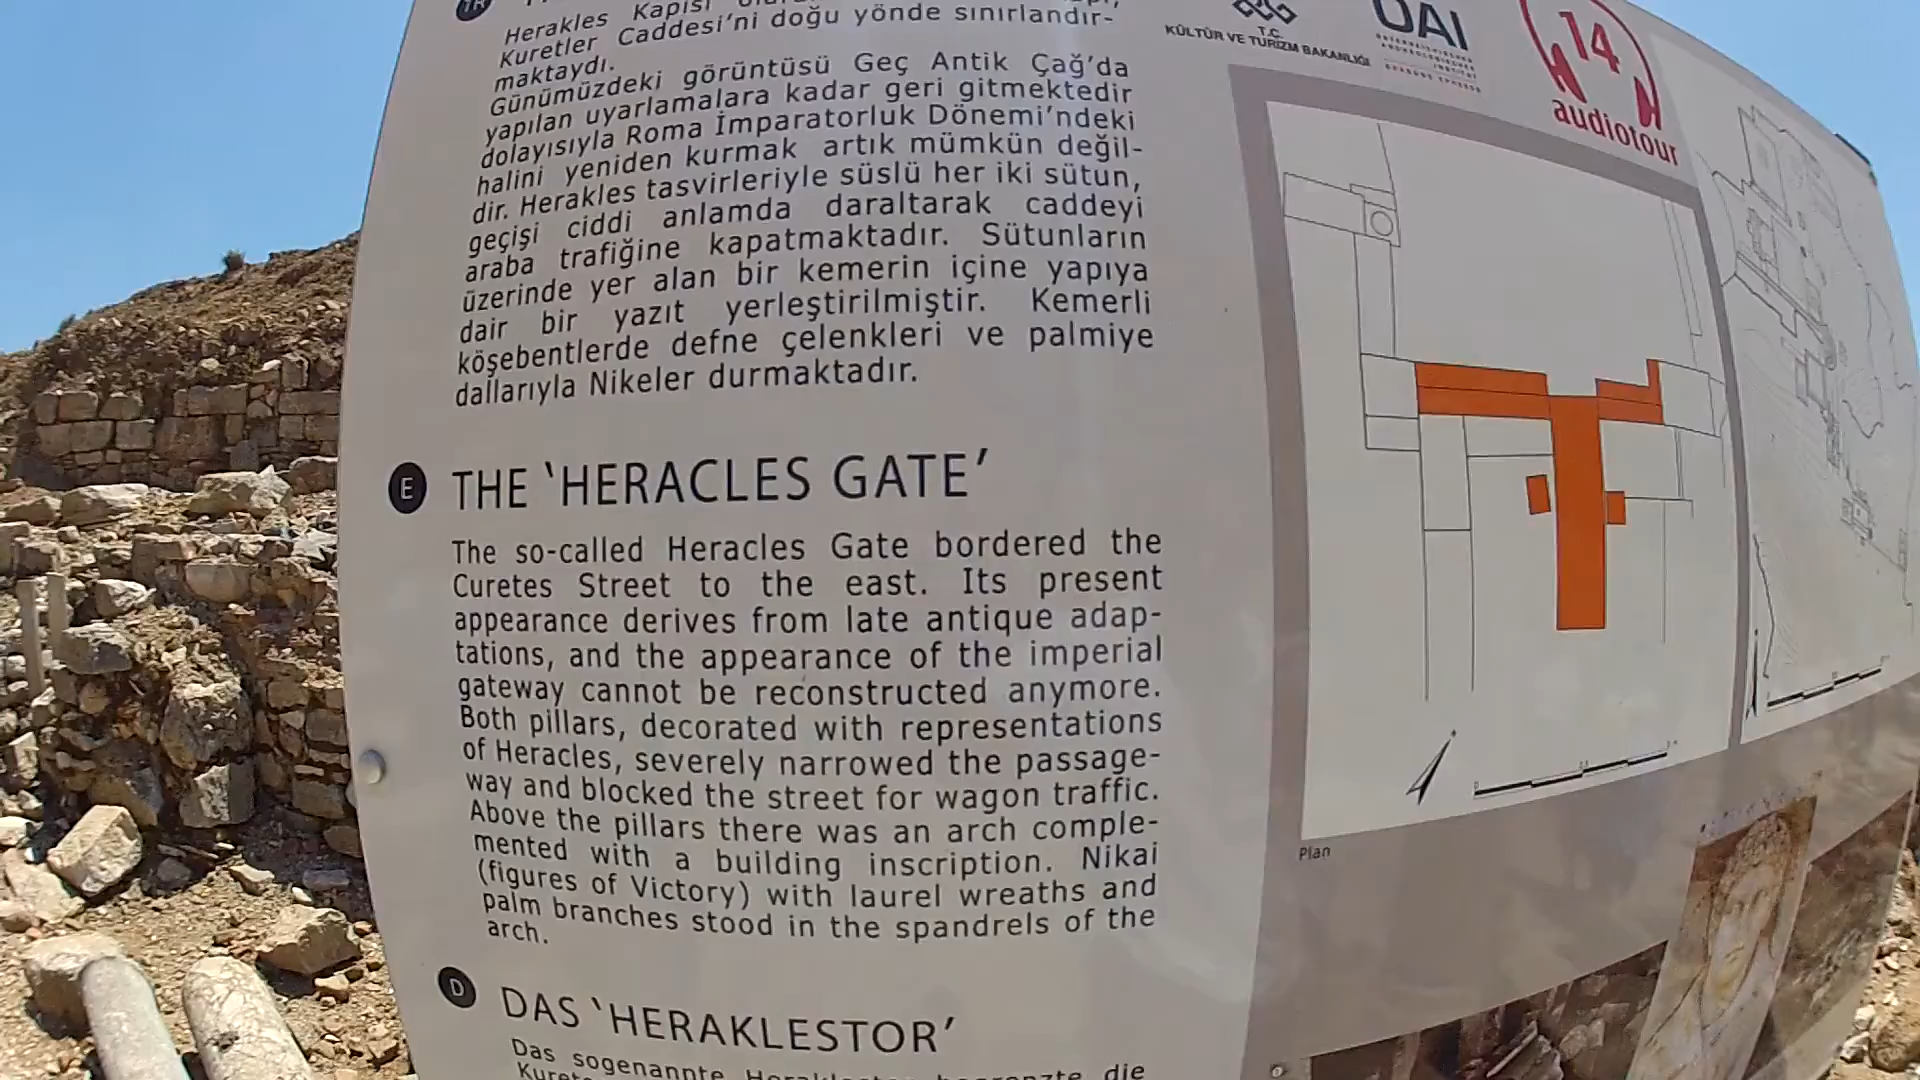 TR
Herakles Kapısı
Kuretler Caddesi'ni doğu yönde sınırlandır-
maktaydı.
Günümüzdeki görüntüsü Geç Antik Çağ'da
yapılan uyarlamalara kadar geri gitmektedir
dolayısıyla Roma İmparatorluk Dönemi'ndeki
halini yeniden kurmak artık mümkün değil-
dir. Herakles tasvirleriyle süslü her iki sütun,
geçişi ciddi anlamda daraltarak caddeyi
araba trafiğine kapatmaktadır. Sütunların
üzerinde yer alan bir kemerin içine yapıya
dair bir yazıt yerleştirilmiştir. Kemerli
köşebentlerde defne çelenkleri ve palmiye
dallarıyla Nikeler durmaktadır.
E THE 'HERACLES GATE'
The so-called Heracles Gate bordered the
Curetes Street to the east. Its present
appearance derives from late antique adap-
tations, and the appearance of the imperial
gateway cannot be reconstructed anymore.
Both pillars, decorated with representations
of Heracles, severely narrowed the passage-
way and blocked the street for wagon traffic.
Above the pillars there was an arch comple-
mented with a building inscription. Nikai
(figures of Victory) with laurel wreaths and
palm branches stood in the spandrels of the
arch.
D DAS 'HERAKLESTOR'
Das sogenannte die
T.C.
KÜLTÜR VE TURİZM BAKANLIĞI
ÖAI
14
audiotour
Plan